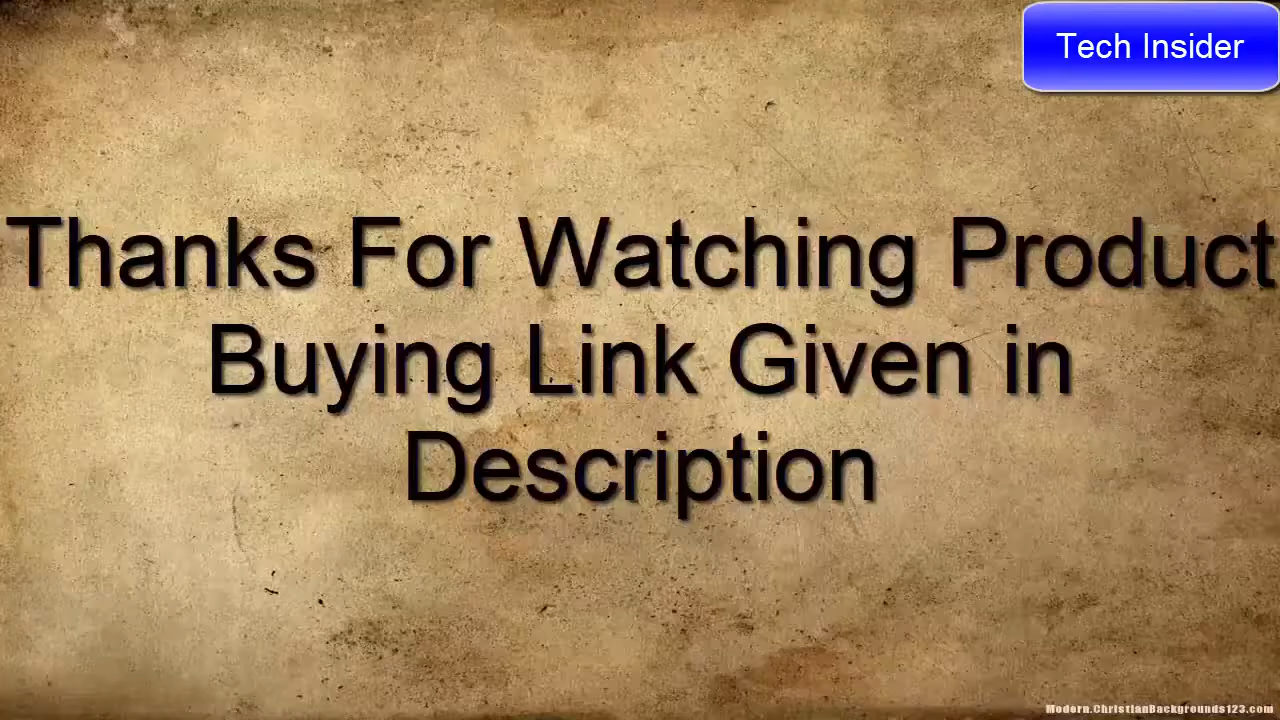 Tech Insider
Thanks For Watching Product
Buying Link Given in
Description
Modern.ChristianBackgrounds123.com